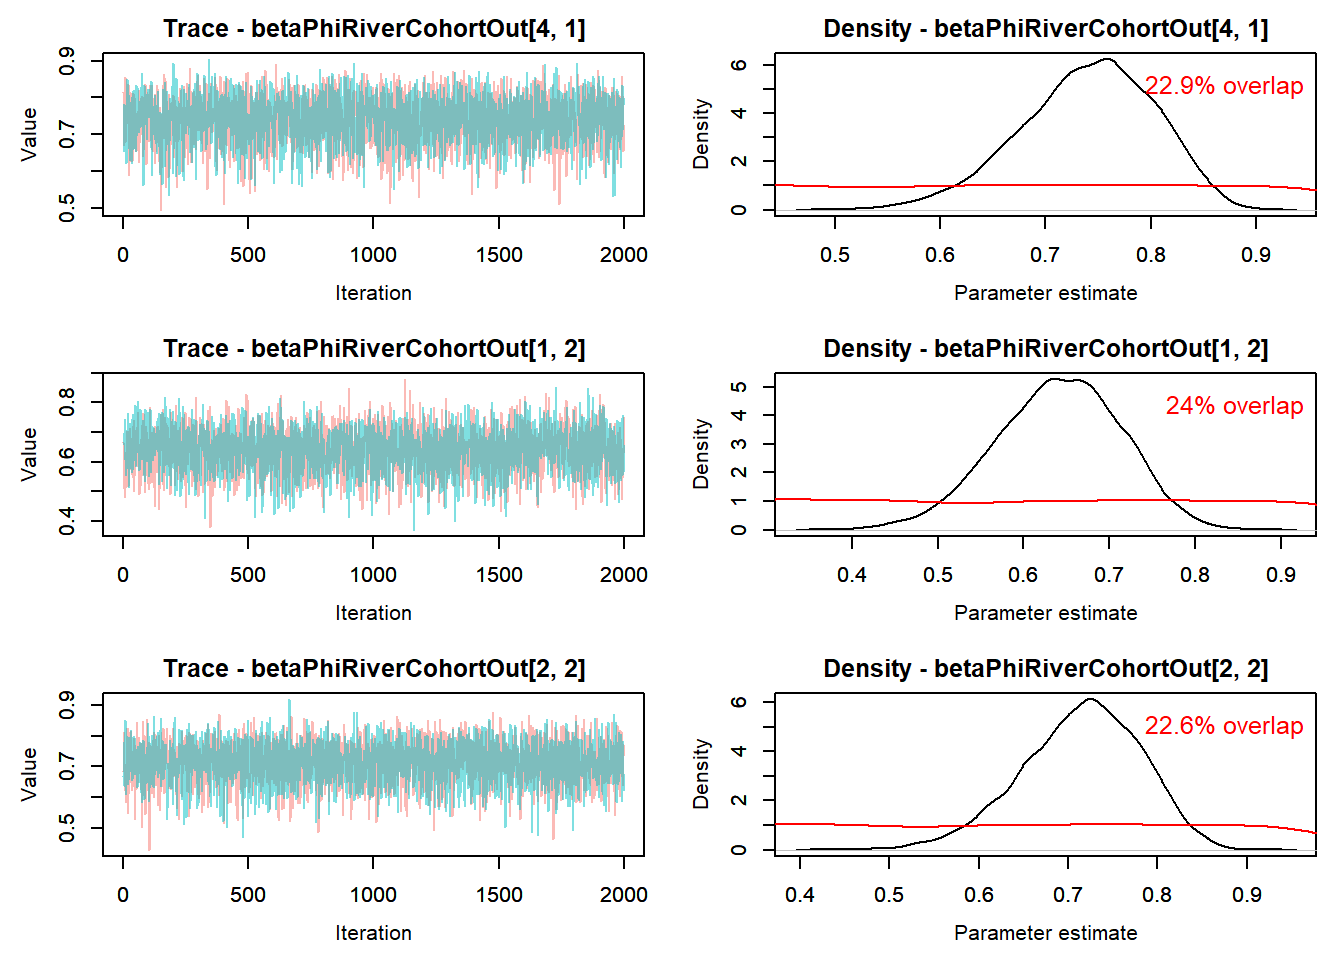 Trace - betaPhiRiverCohortOut[4, 1]
Value
0.5
0.7
0.9
0
500
1000
1500
2000
Iteration
Density - betaPhiRiverCohortOut[4, 1]
22.9% overlap
Density
0
2
4
6
0.5
0.6
0.7
0.8
0.9
Parameter estimate
Trace - betaPhiRiverCohortOut[1, 2]
Value
0.4
0.6
0.8
0
500
1000
1500
2000
Iteration
Density - betaPhiRiverCohortOut[1, 2]
24% overlap
Density
0
1
2
3
4
5
0.4
0.5
0.6
0.7
0.8
0.9
Parameter estimate
Trace - betaPhiRiverCohortOut[2, 2]
Value
0.5
0.7
0.9
0
500
1000
1500
2000
Iteration
Density - betaPhiRiverCohortOut[2, 2]
22.6% overlap
Density
0
2
4
6
0.4
0.5
0.6
0.7
0.8
0.9
Parameter estimate